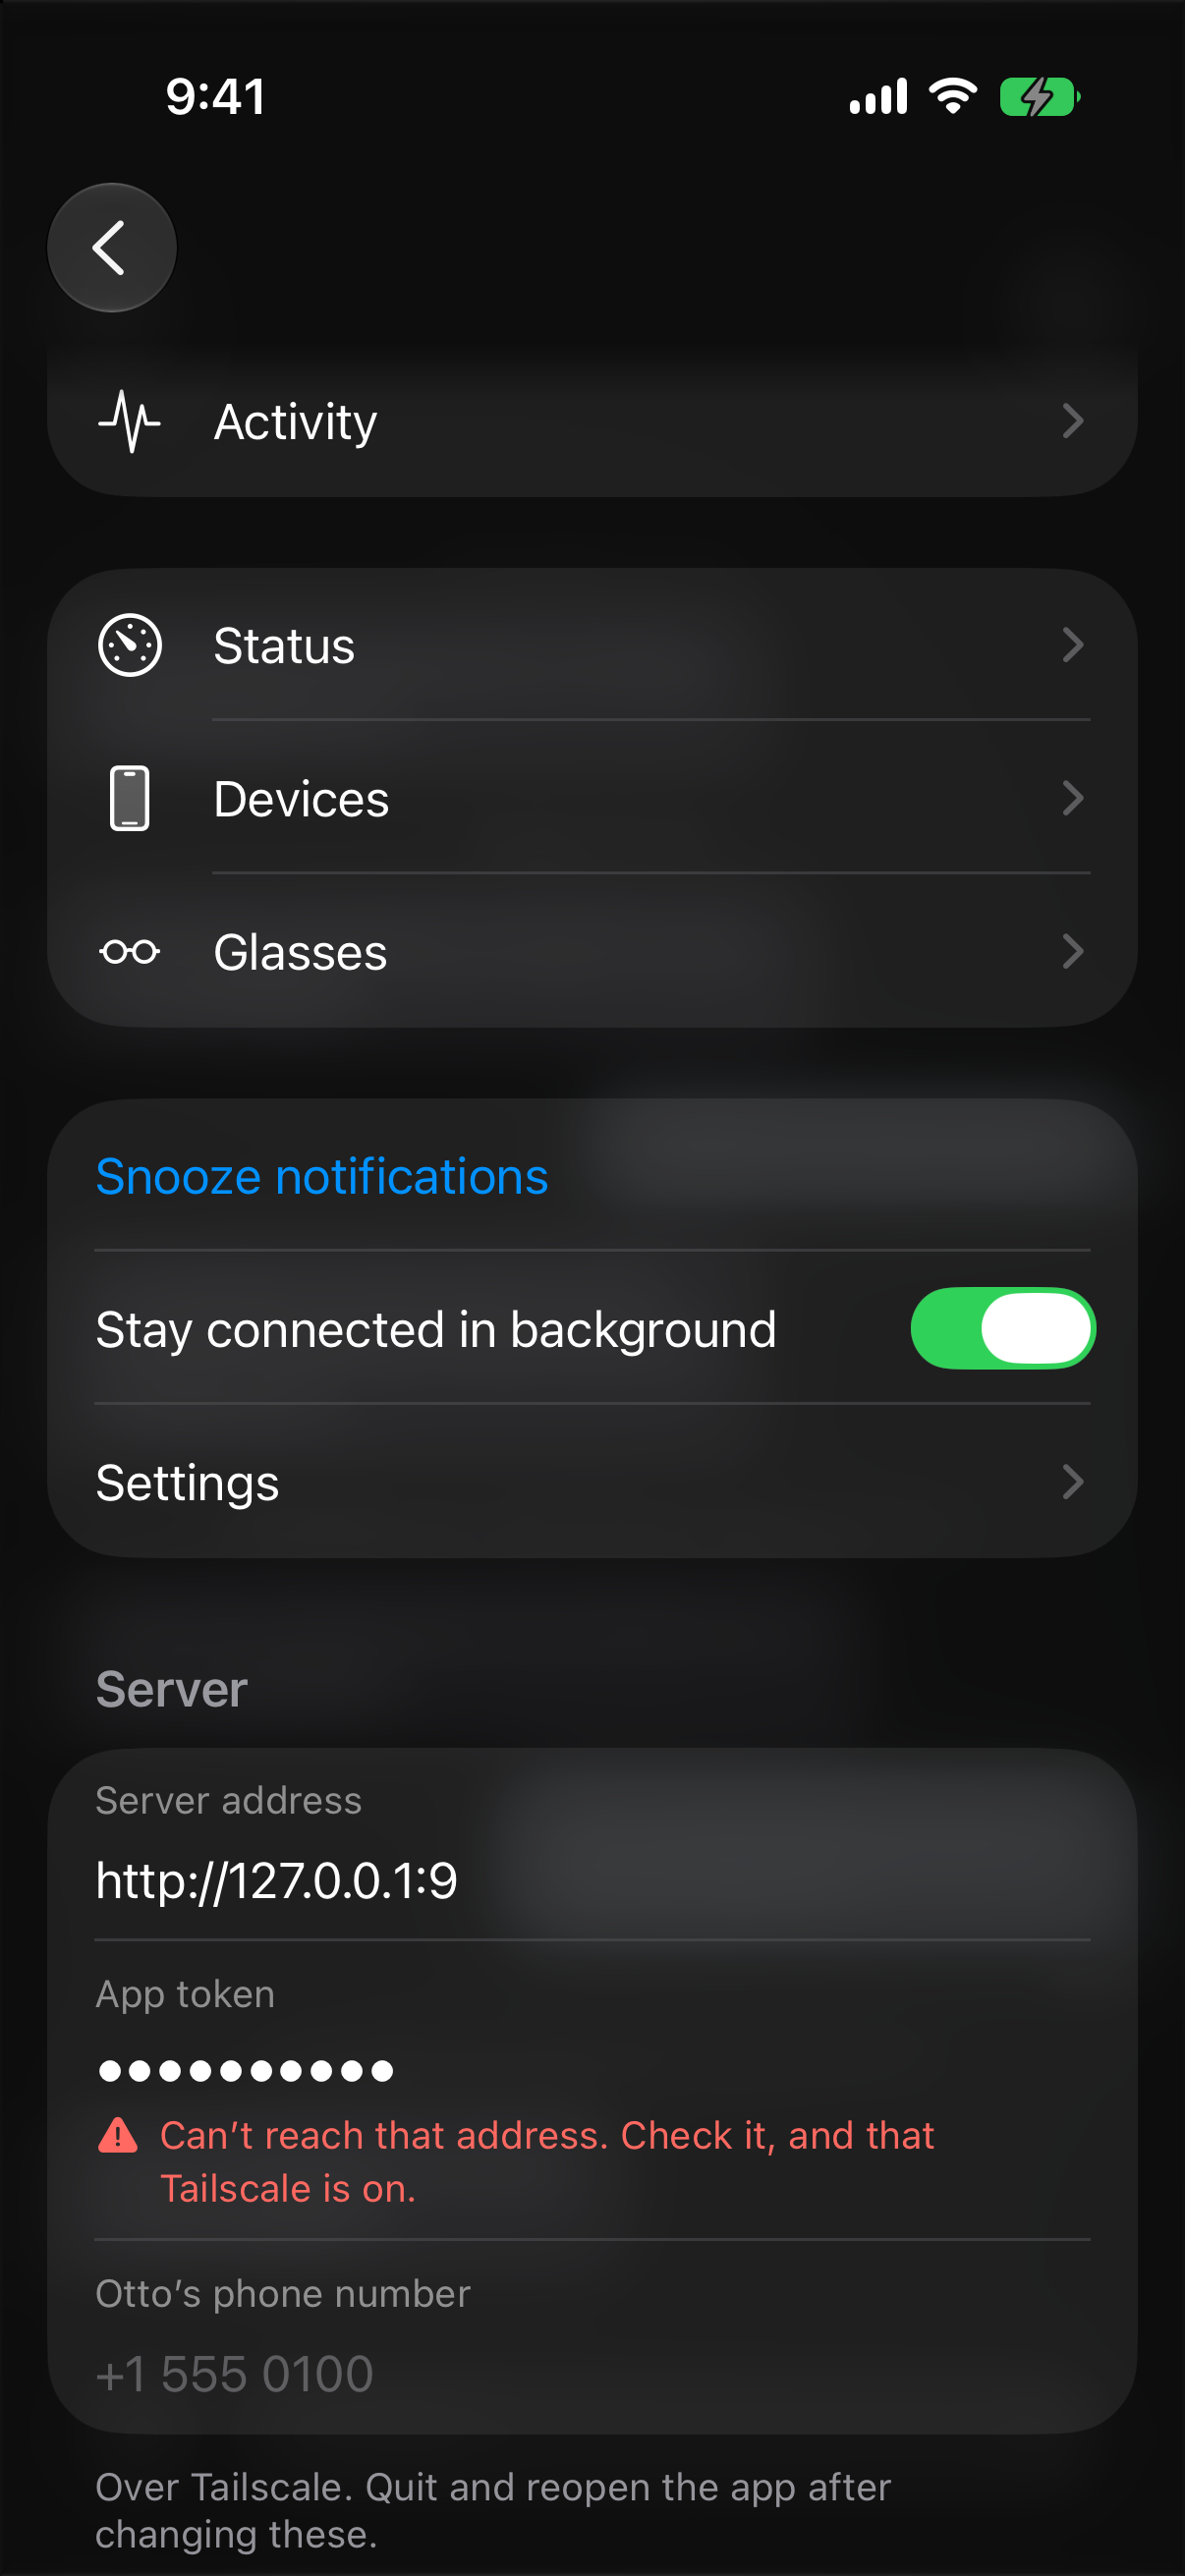 9:41
Activity
Status
Devices
Glasses
Snooze notifications
Stay connected in background
Settings
Server
Server address
http://127.0.0.1:9
App token
••••••••••
Can’t reach that address. Check it, and that
Tailscale is on.
Otto’s phone number
+1 555 0100
Over Tailscale. Quit and reopen the app after
changing these.